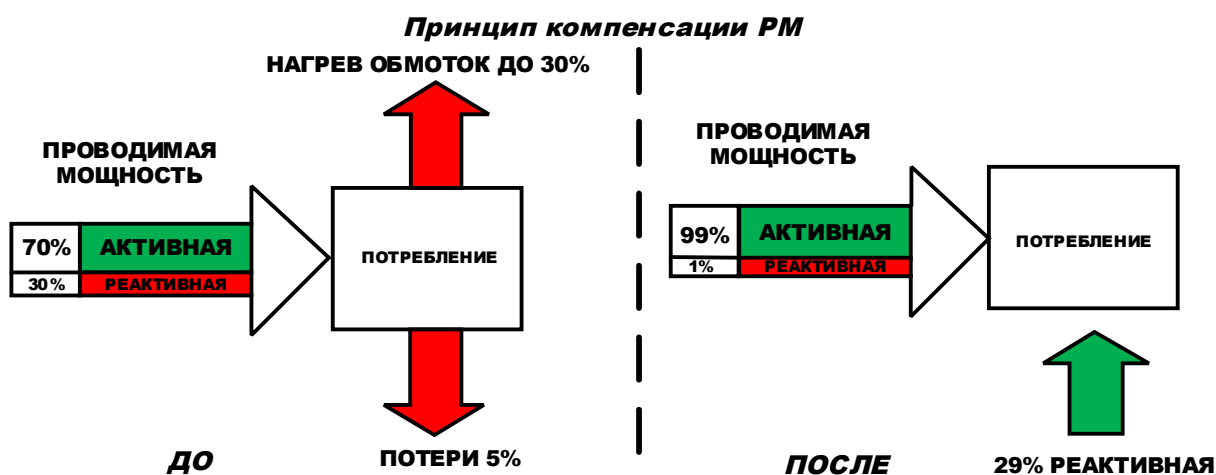 Принцип компенсации РМ
НАГРЕВ ОБМОТОК ДО 30%
ПРОВОДИМАЯ
МОЩНОСТЬ
70% АКТИВНАЯ
30% РЕАКТИВНАЯ
ПОТРЕБЛЕНИЕ
ПОТЕРИ 5%
ДО
ПРОВОДИМАЯ
МОЩНОСТЬ
99% АКТИВНАЯ
1% РЕАКТИВНАЯ
ПОТРЕБЛЕНИЕ
ПОСЛЕ
29% РЕАКТИВНАЯ